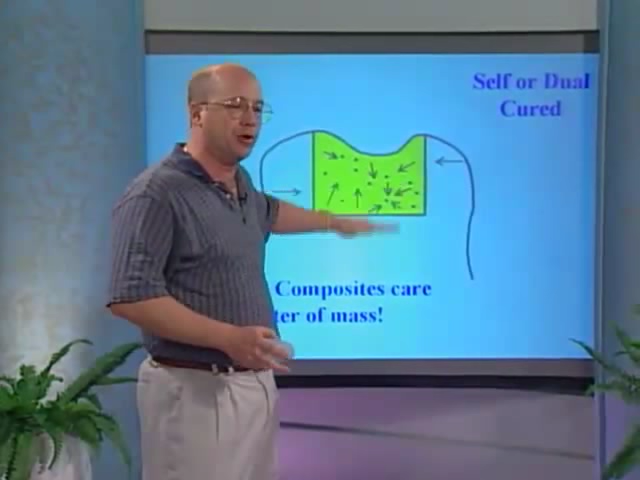 Self or Dual
Cured
Composites care
ter of mass!